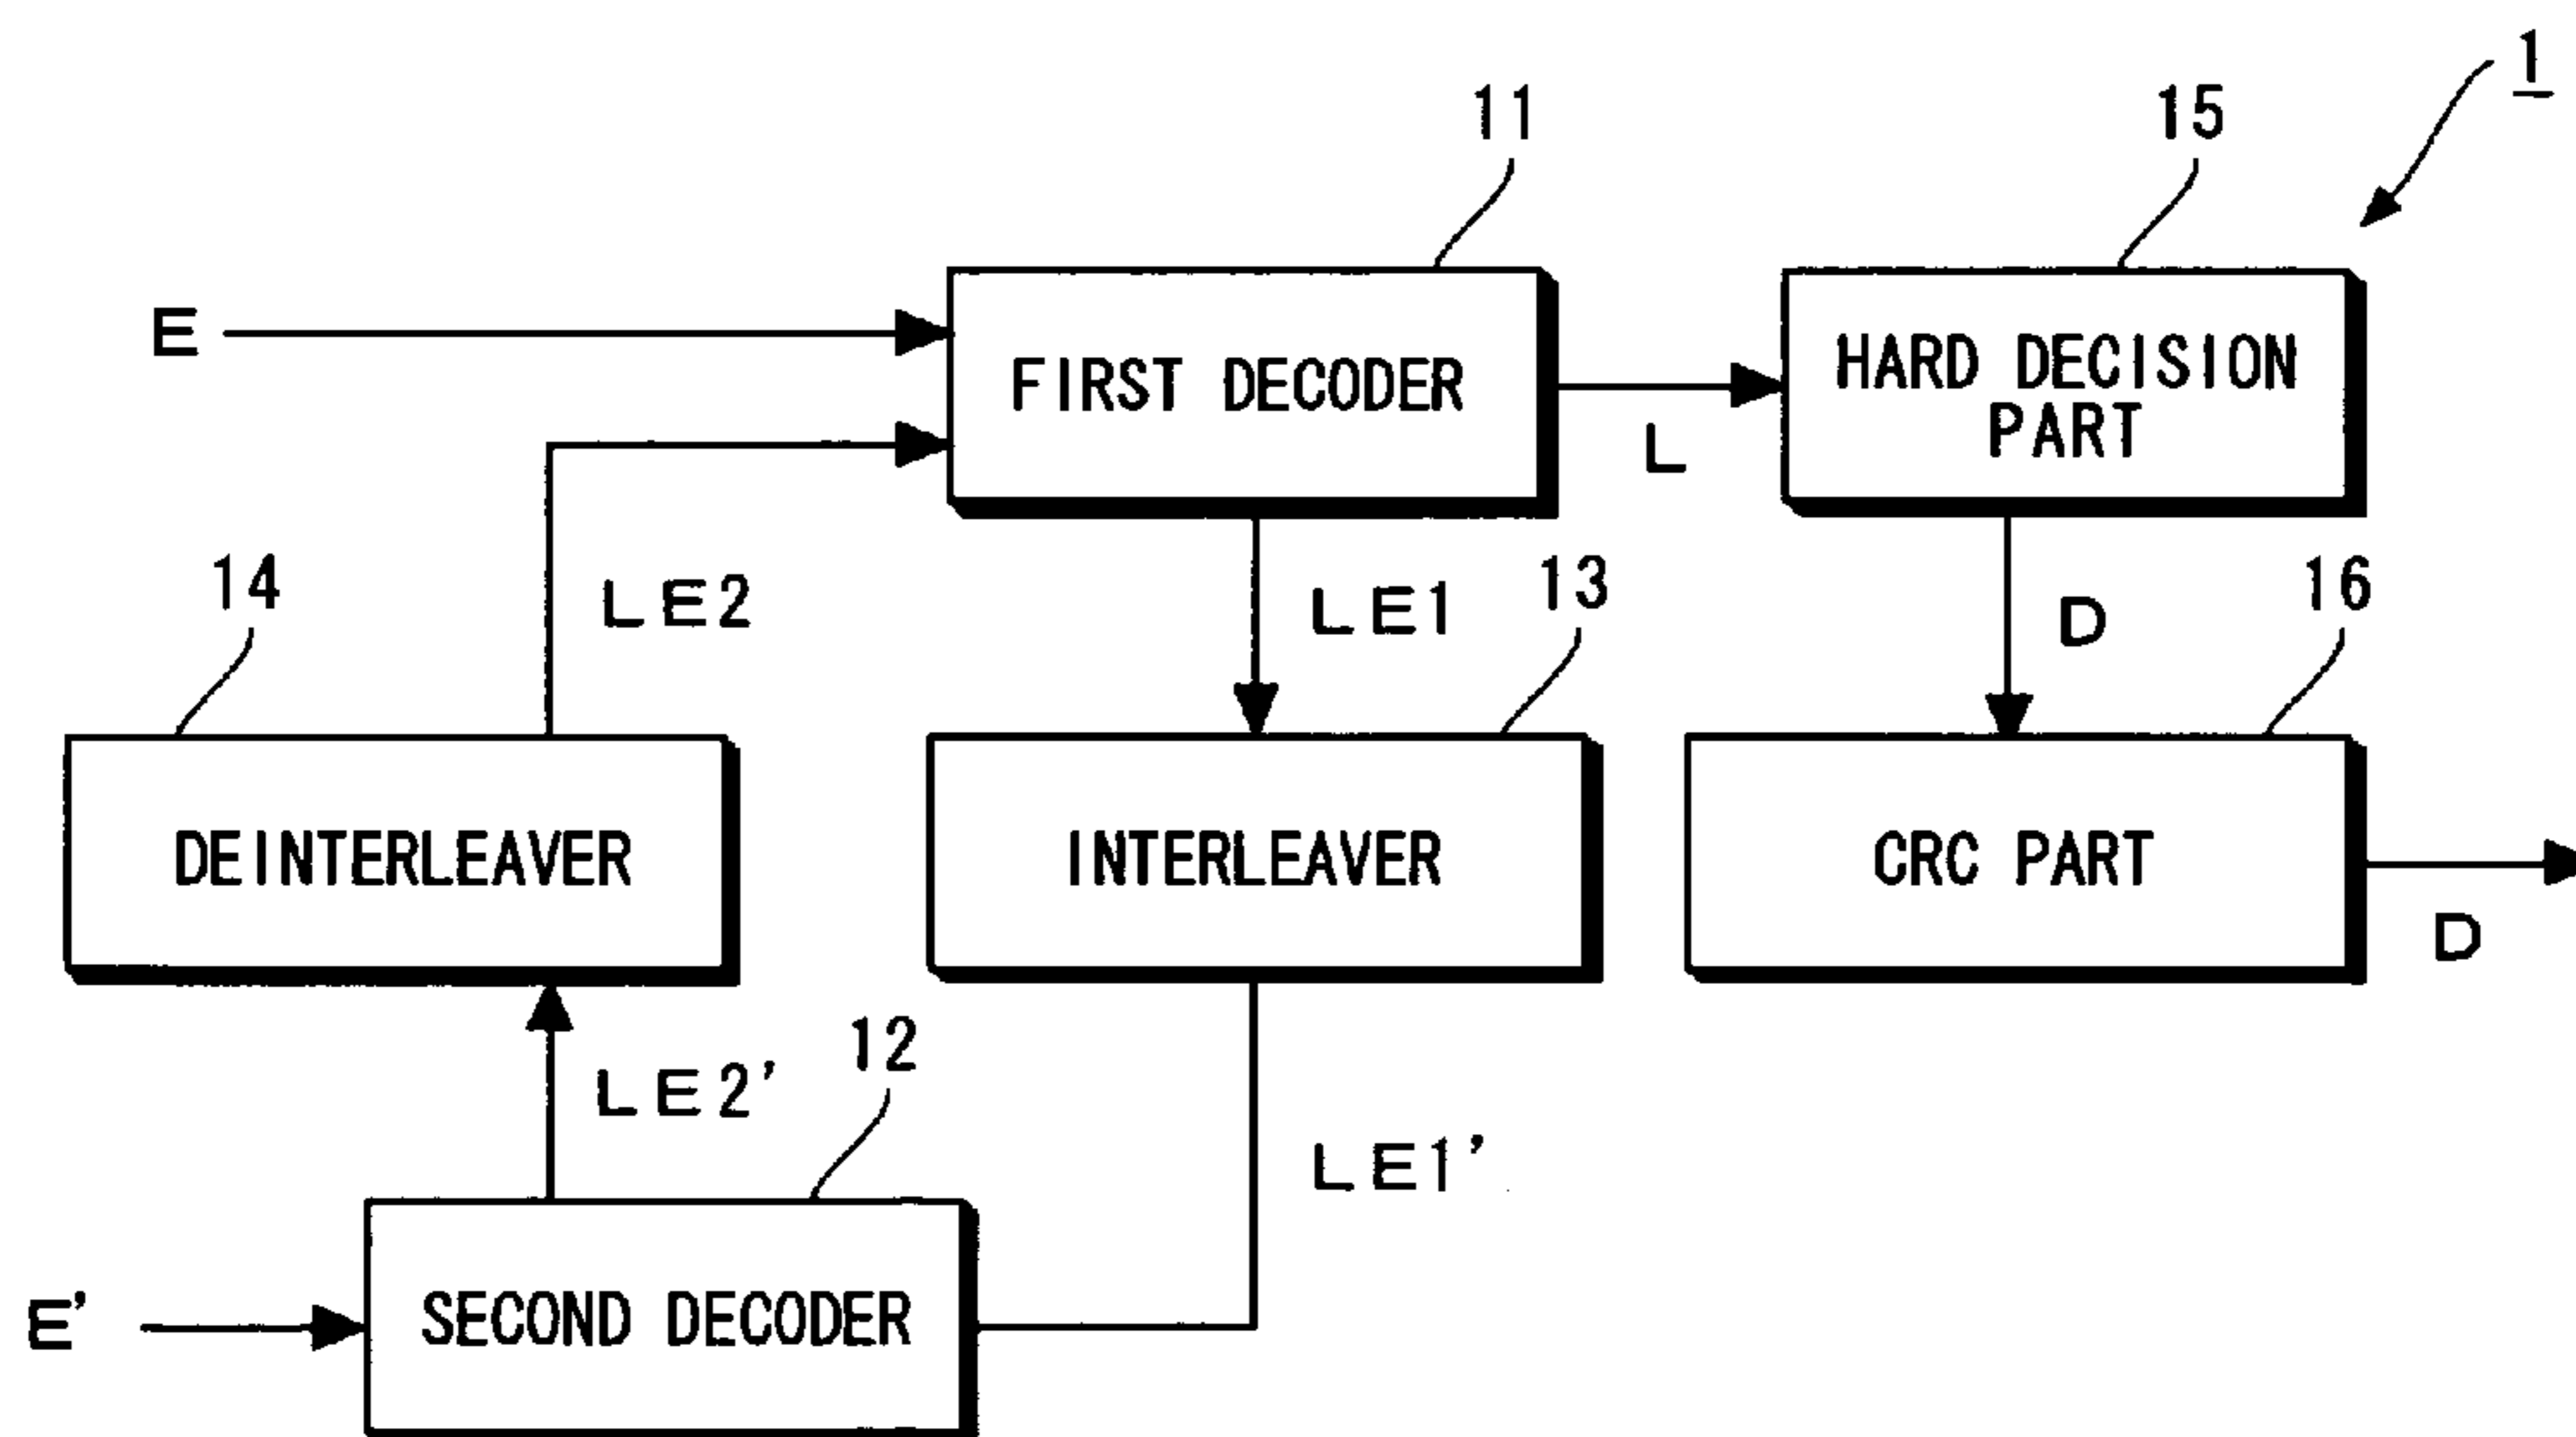 1
11
15
E
FIRST DECODER
HARD DECISION
PART
L
14
LE2
LE1
13
D
16
DEINTERLEAVER
INTERLEAVER
CRC PART
D
12
LE2'
LE1'
E'
SECOND DECODER